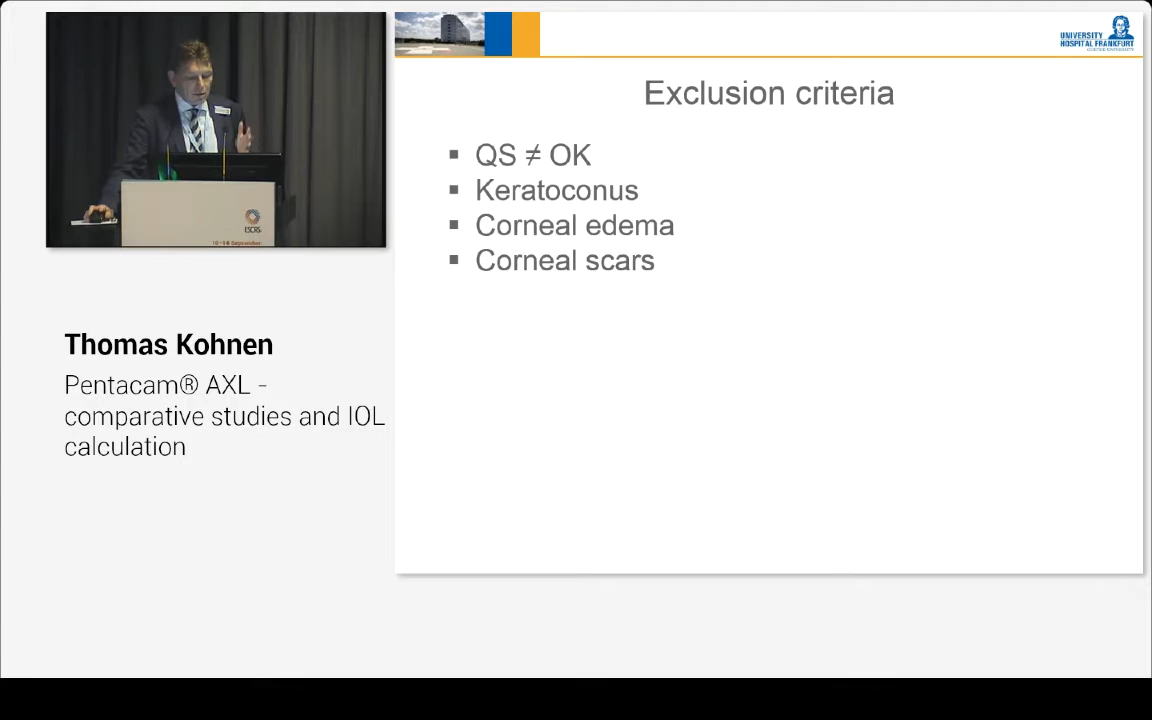 UNIVERSITY
HOSPITAL FRANKFURT
Exclusion criteria
▪ QS ≠ OK
▪ Keratoconus
▪ Corneal edema
▪ Corneal scars
ESCRS
Thomas Kohnen
Pentacam® AXL -
comparative studies and IOL
calculation